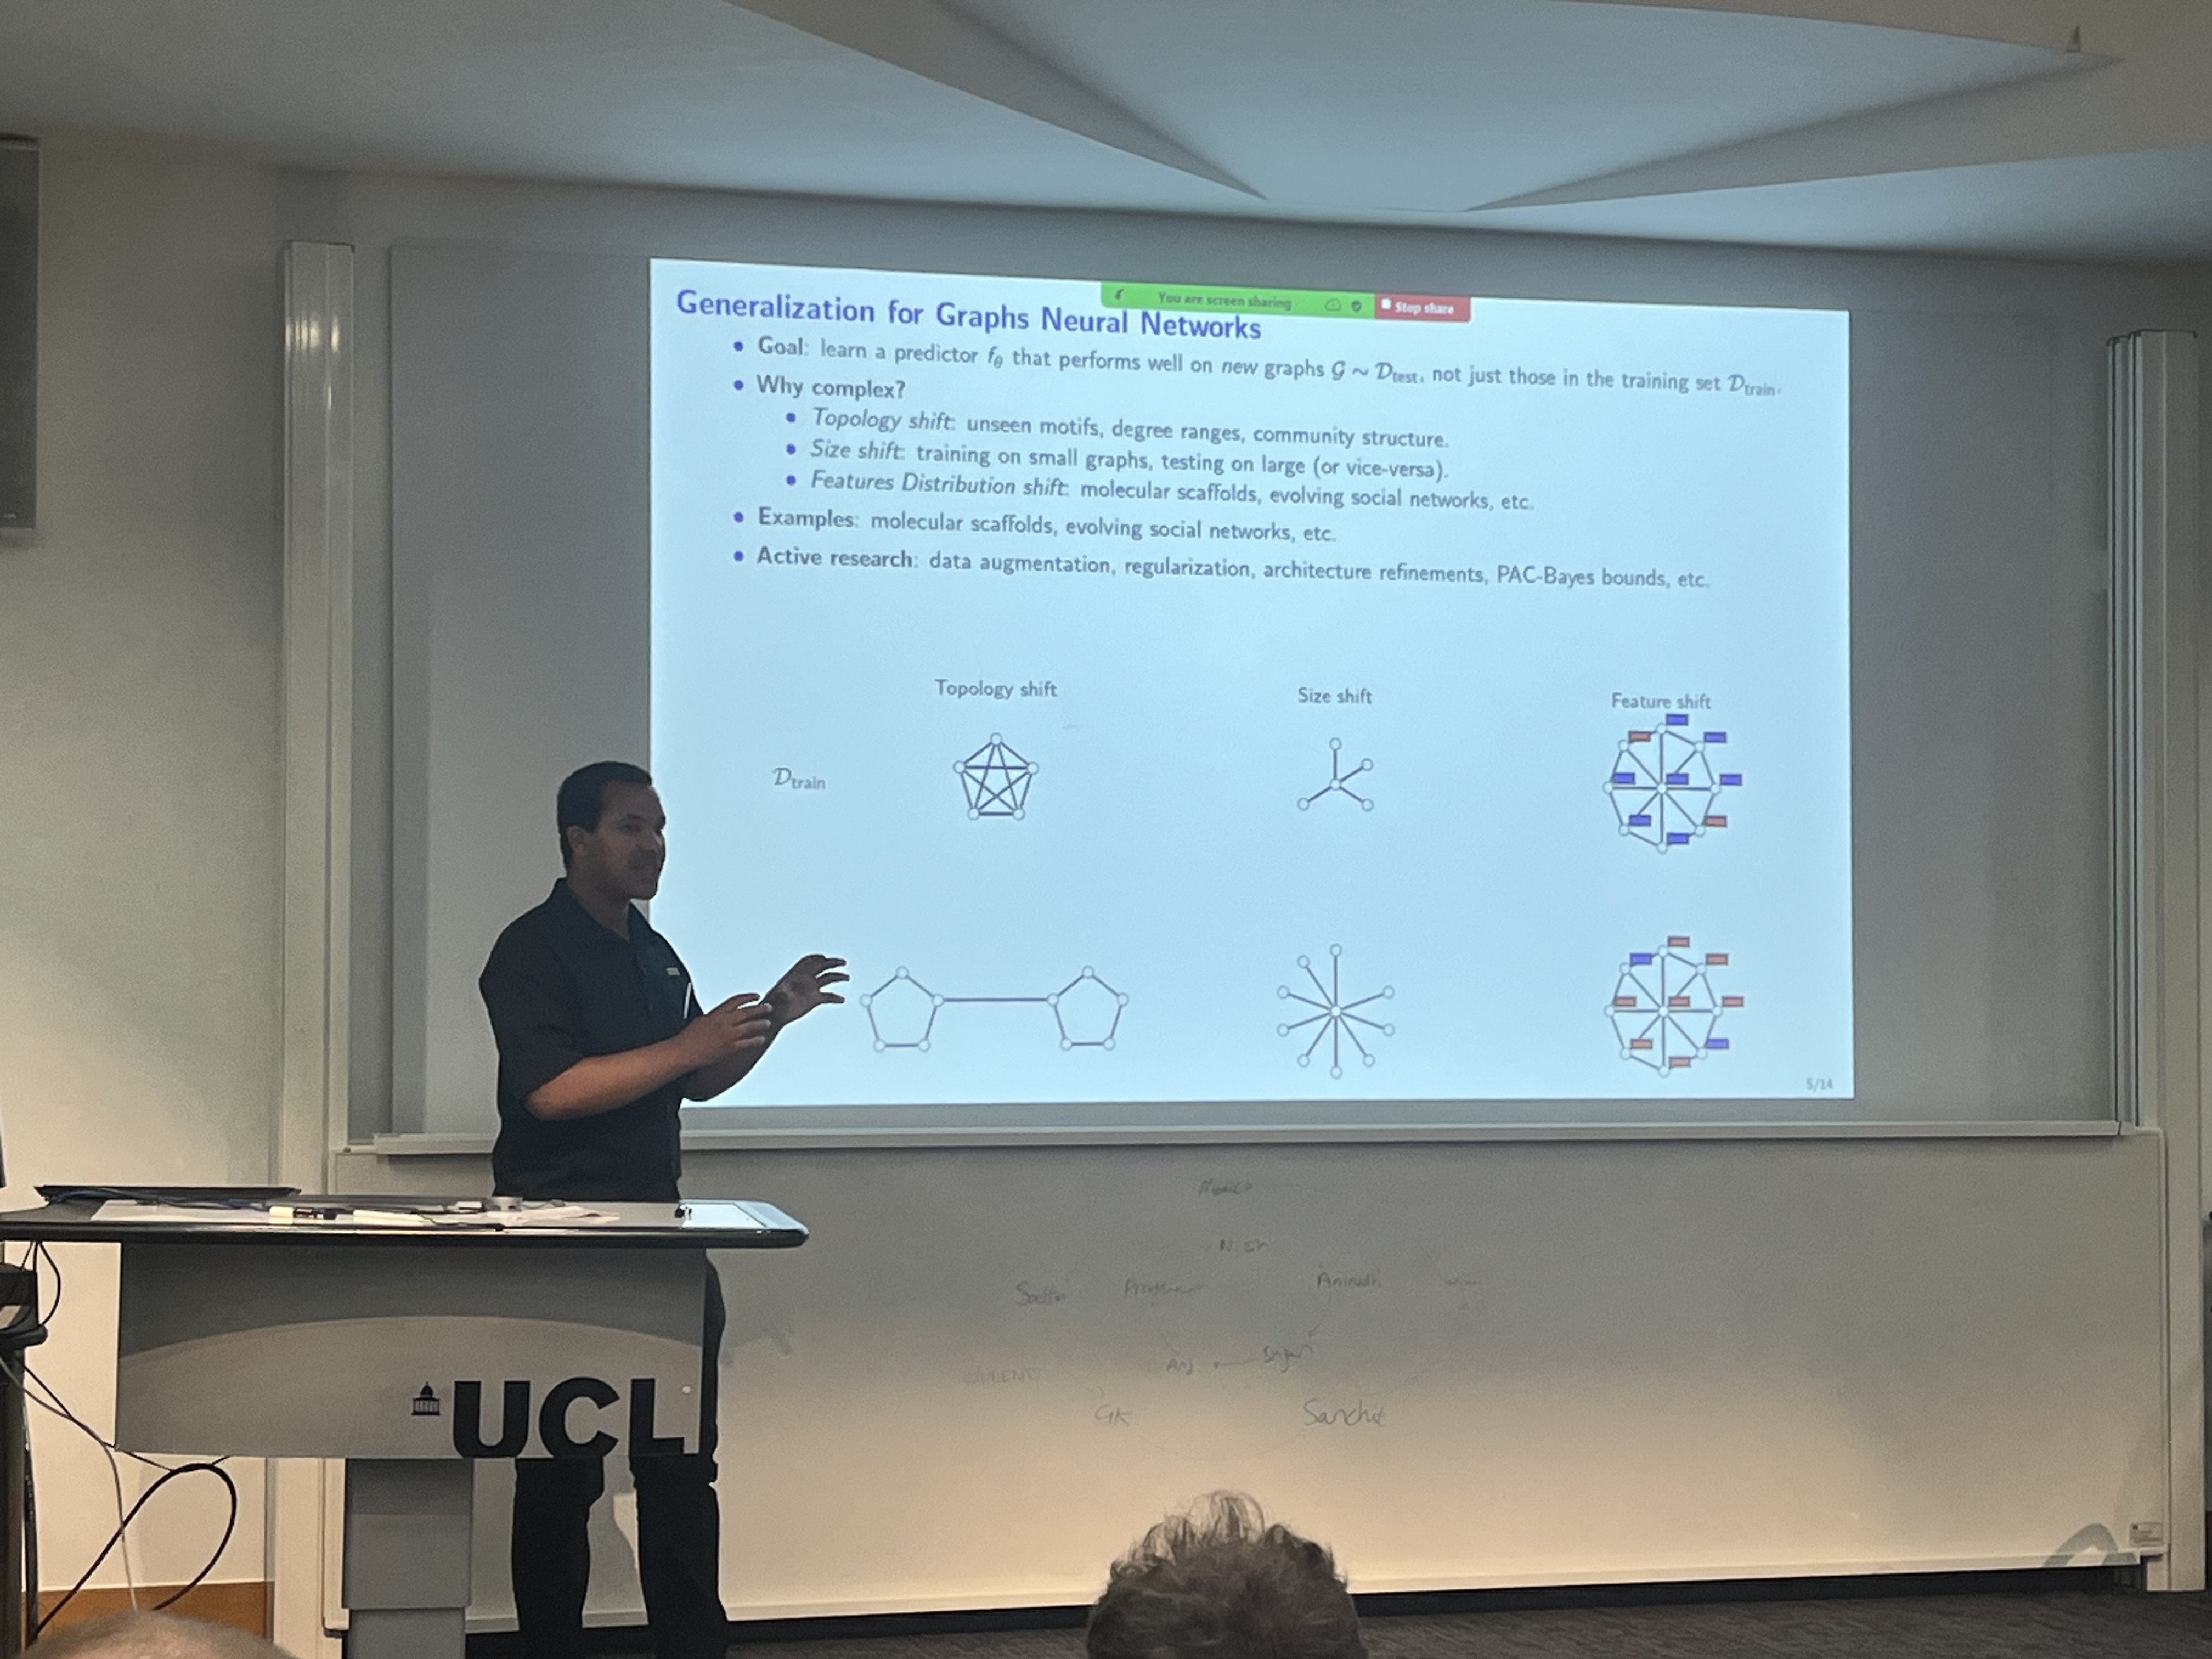 You are screen sharing
Stop share
Generalization for Graphs Neural Networks
• Goal: learn a predictor fθ that performs well on new graphs G ~ Dtest, not just those in the training set Dtrain.
• Why complex?
• Topology shift: unseen motifs, degree ranges, community structure.
• Size shift: training on small graphs, testing on large (or vice-versa).
• Features Distribution shift: molecular scaffolds, evolving social networks, etc.
• Examples: molecular scaffolds, evolving social networks, etc.
• Active research: data augmentation, regularization, architecture refinements, PAC-Bayes bounds, etc.
Topology shift Size shift Feature shift
Dtrain
5/14
Nish
Anirudh
GK Sanchit
UCL